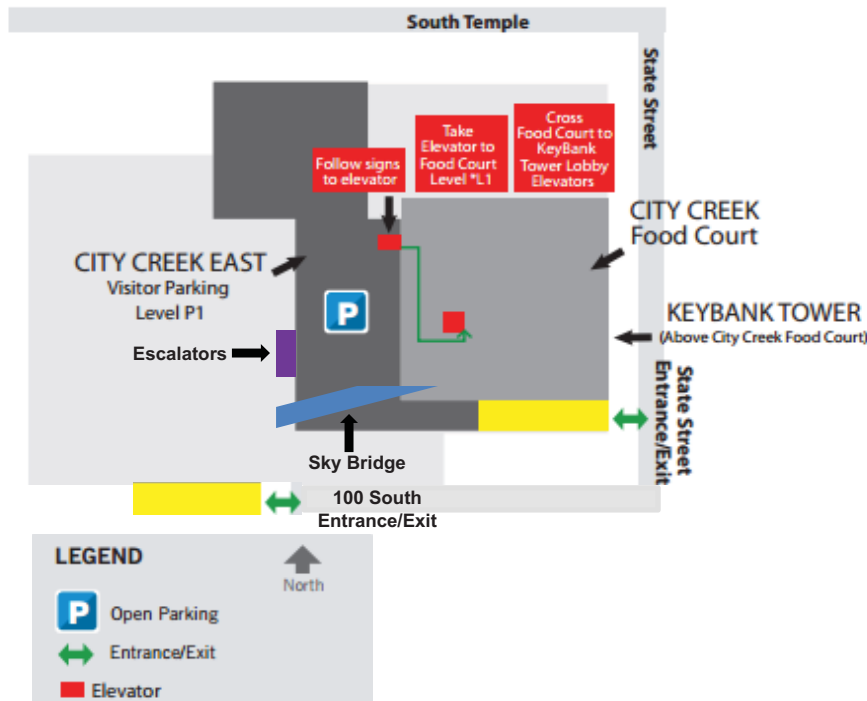 South Temple
State Street
Follow signs
to elevator
Take
Elevator to
Food Court
Level *L1
Cross
Food Court to
KeyBank
Tower Lobby
Elevators
CITY CREEK
Food Court
CITY CREEK EAST
Visitor Parking
Level P1
P
KEYBANK TOWER
(Above City Creek Food Court)
Escalators
State Street
Entrance/Exit
Sky Bridge
100 South
Entrance/Exit
LEGEND
North
P Open Parking
Entrance/Exit
Elevator